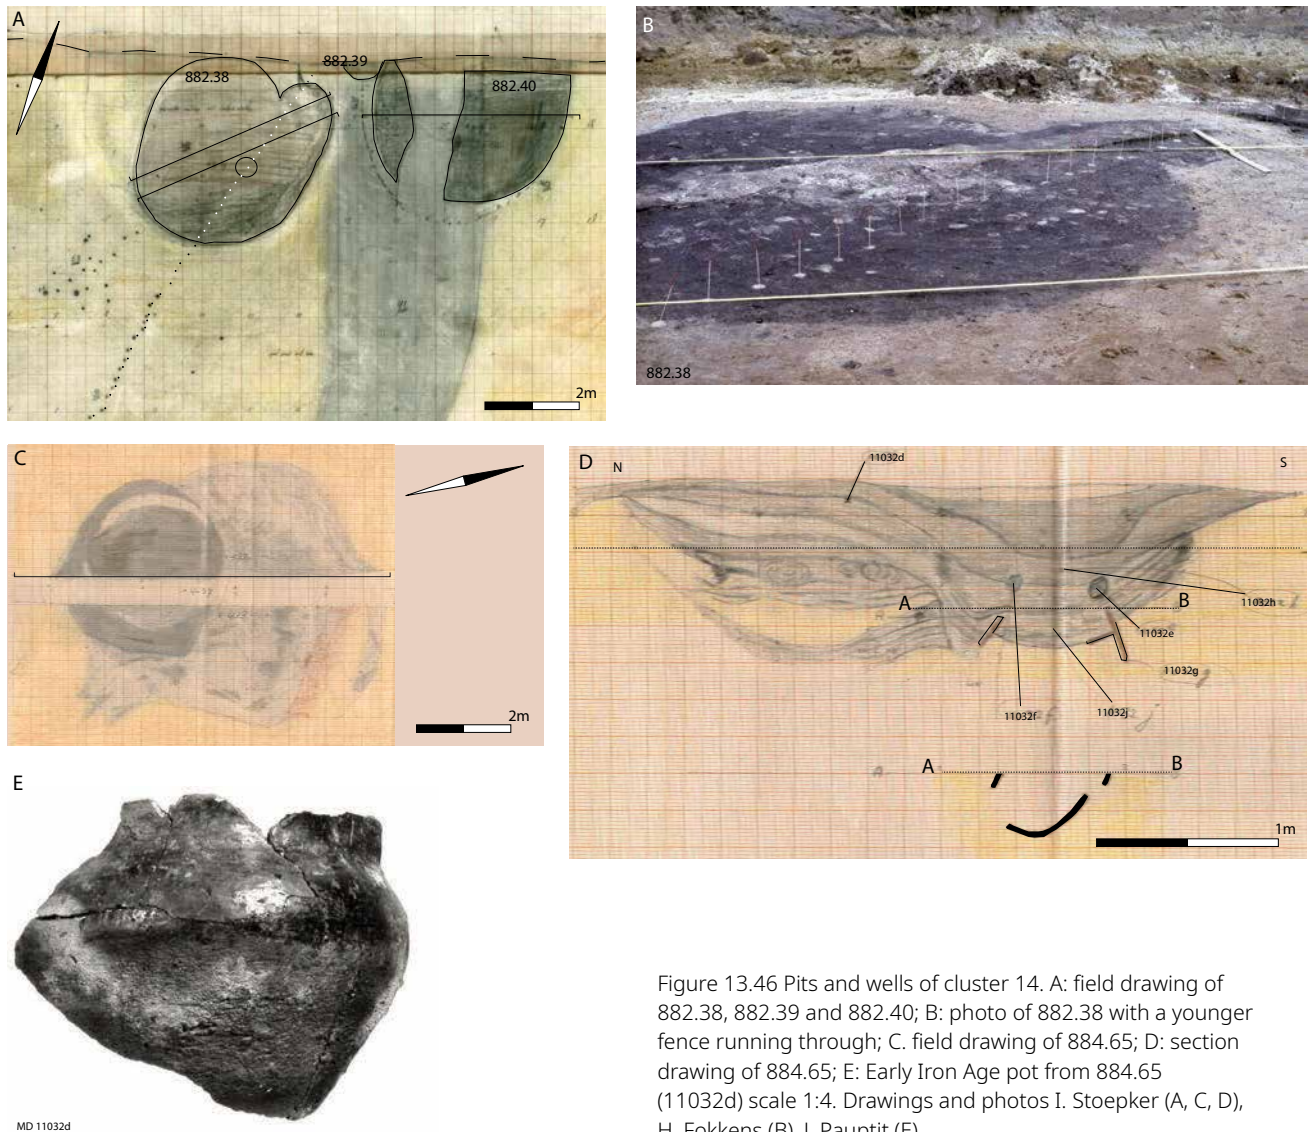 A
882.38
882.39
882.40
2m
B
882.38
C
2m
D
N
S
11032d
A
B
11032h
11032e
11032g
11032f
11032j
A
B
1m
E
MD 11032d
Figure 13.46 Pits and wells of cluster 14. A: field drawing of
882.38, 882.39 and 882.40; B: photo of 882.38 with a younger
fence running through; C. field drawing of 884.65; D: section
drawing of 884.65; E: Early Iron Age pot from 884.65
(11032d) scale 1:4. Drawings and photos I. Stoepker (A, C, D),
H. Fokkens (B), J. Pauptit (E)